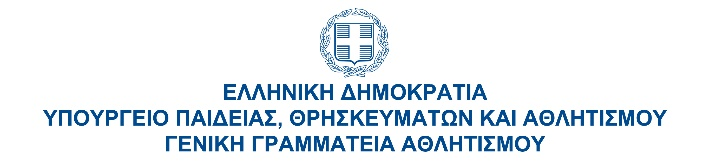 ΕΛΛΗΝΙΚΗ ΔΗΜΟΚΡΑΤΙΑ
ΥΠΟΥΡΓΕΙΟ ΠΑΙΔΕΙΑΣ, ΘΡΗΣΚΕΥΜΑΤΩΝ ΚΑΙ ΑΘΛΗΤΙΣΜΟΥ
ΓΕΝΙΚΗ ΓΡΑΜΜΑΤΕΙΑ ΑΘΛΗΤΙΣΜΟΥ